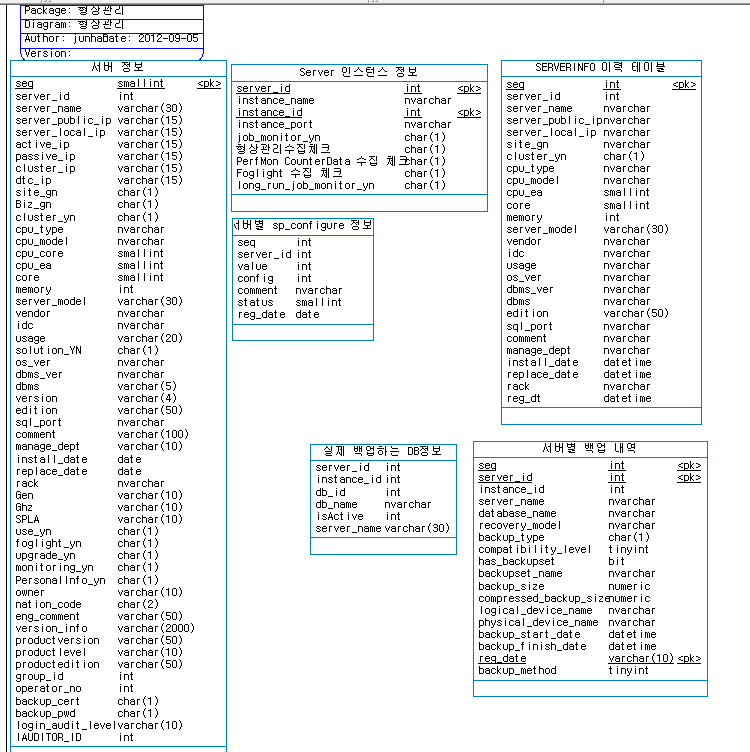 Package: 형상관리
Diagram: 형상관리
Author: junhaDate: 2012-09-05
Version:
서버 정보
seq smallint <pk>
server_id int
server_name varchar(30)
server_public_ip varchar(15)
server_local_ip varchar(15)
active_ip varchar(15)
passive_ip varchar(15)
cluster_ip varchar(15)
dtc_ip varchar(15)
site_gn char(1)
Biz_gn char(1)
cluster_yn char(1)
cpu_type nvarchar
cpu_model nvarchar
cpu_core smallint
cpu_ea smallint
core smallint
memory int
server_model varchar(30)
vendor nvarchar
idc nvarchar
usage varchar(20)
solution_YN char(1)
os_ver nvarchar
dbms_ver nvarchar
dbms varchar(5)
version varchar(4)
edition varchar(50)
sql_port nvarchar
comment varchar(100)
manage_dept varchar(10)
install_date date
replace_date date
rack nvarchar
Gen varchar(10)
Ghz varchar(10)
SPLA varchar(10)
use_yn char(1)
foglight_yn char(1)
upgrade_yn char(1)
monitoring_yn char(1)
PersonalInfo_yn char(1)
owner varchar(10)
nation_code char(2)
eng_comment varchar(50)
version_info varchar(2000)
productversion varchar(50)
productlevel varchar(10)
productedition varchar(50)
group_id int
operator_no int
backup_cert char(1)
backup_pwd char(1)
login_audit_level varchar(10)
IAUDITOR_ID int
Server 인스턴스 정보
server_id int <pk>
instance_name nvarchar
instance_id int <pk>
instance_port nvarchar
job_monitor_yn char(1)
형상관리수집체크 char(1)
PerfMon CounterData 수집 체크 char(1)
Foglight 수집 체크 char(1)
long_run_job_monitor_yn char(1)
서버별 sp_configure 정보
seq int
server_id int
value int
config int
comment nvarchar
status smallint
reg_date date
SERVERINFO 이력 테이블
seq int <pk>
server_id int
server_name nvarchar
server_public_ip nvarchar
server_local_ip nvarchar
site_gn nvarchar
cluster_yn char(1)
cpu_type nvarchar
cpu_model nvarchar
cpu_ea smallint
core smallint
memory int
server_model varchar(30)
vendor nvarchar
idc nvarchar
usage nvarchar
os_ver nvarchar
dbms_ver nvarchar
dbms nvarchar
edition varchar(50)
sql_port nvarchar
comment nvarchar
manage_dept nvarchar
install_date datetime
replace_date datetime
rack nvarchar
reg_dt datetime
실제 백업하는 DB정보
server_id int
instance_id int
db_id int
db_name nvarchar
isActive int
server_name varchar(30)
서버별 백업 내역
seq int <pk>
server_id int <pk>
instance_id int
server_name nvarchar
database_name nvarchar
recovery_model nvarchar
backup_type char(1)
compatibility_level tinyint
has_backupset bit
backupset_name nvarchar
backup_size numeric
compressed_backup_size numeric
logical_device_name nvarchar
physical_device_name nvarchar
backup_start_date datetime
backup_finish_date datetime
reg_date varchar(10) <pk>
backup_method tinyint